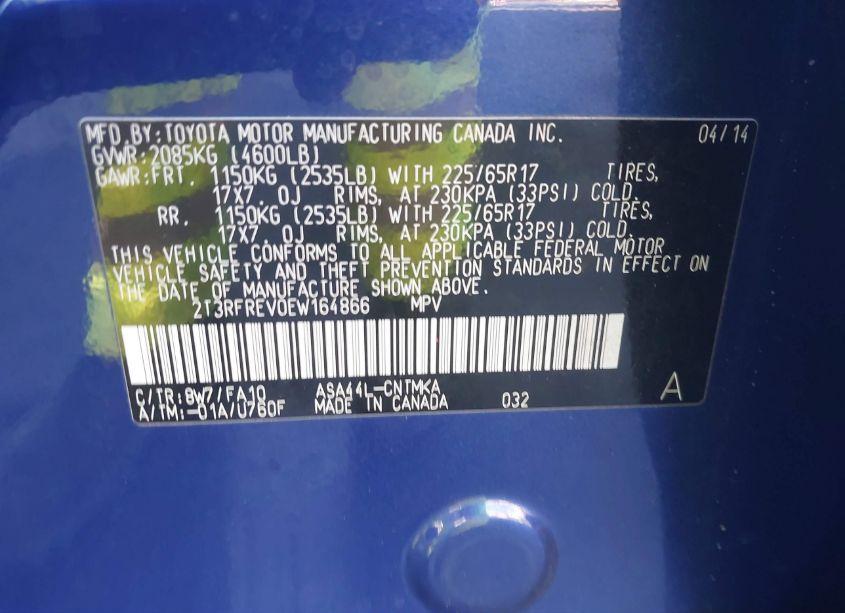 MFD.BY:TOYOTA MOTOR MANUFACTURING CANADA INC. 04/14
GVWR:2085KG (4600LB)
GAWR:FRT. 1150KG (2535LB) WITH 225/65R17 TIRES,
17X7.0J RIMS, AT 230KPA (33PSI) COLD.
RR. 1150KG (2535LB) WITH 225/65R17 TIRES,
17X7.0J RIMS, AT 230KPA (33PSI) COLD.
THIS VEHICLE CONFORMS TO ALL APPLICABLE FEDERAL MOTOR
VEHICLE SAFETY AND THEFT PREVENTION STANDARDS IN EFFECT ON
THE DATE OF MANUFACTURE SHOWN ABOVE.
2T3RFREV0EW164866 MPV
C/TR:8W7/FA10 ASA44L-CNTMKA
A/TM:-01A/U760F MADE IN CANADA 032 A